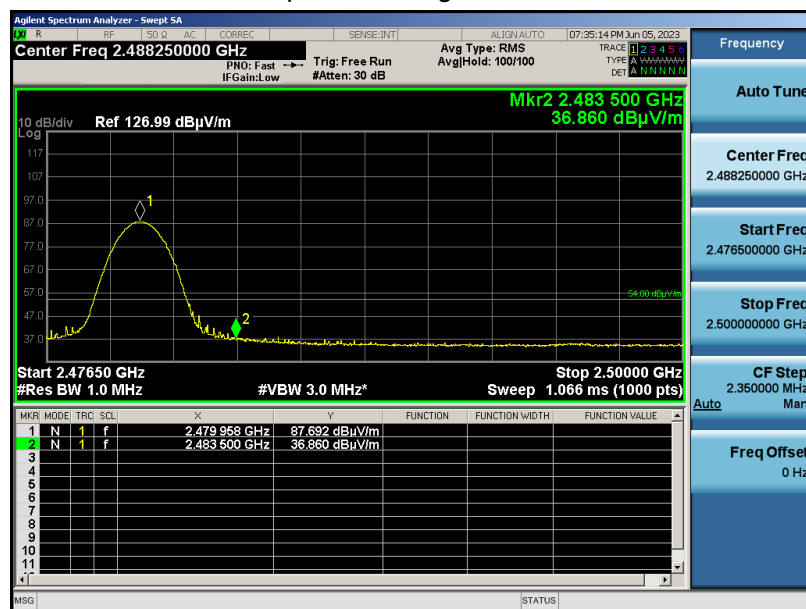 Agilent Spectrum Analyzer - Swept SA
LXI R RF 50 Ω AC CORREC SENSE:INT ALIGN AUTO 07:35:14 PM Jun 05, 2023
Center Freq 2.488250000 GHz
PNO: Fast
IFGain:Low
Trig: Free Run
#Atten: 30 dB
Avg Type: RMS
Avg|Hold: 100/100
TRACE 1 2 3 4 5 6
TYPE A WWWWW
DET A N N N N N
Mkr2 2.483 500 GHz
36.860 dBµV/m
10 dB/div Ref 126.99 dBµV/m
Log
117
107
97.0
87.0
77.0
67.0
57.0
47.0
37.0
1
2
54.00 dBµV/m
Start 2.47650 GHz Stop 2.50000 GHz
#Res BW 1.0 MHz #VBW 3.0 MHz* Sweep 1.066 ms (1000 pts)
MKR MODE TRC SCL X Y FUNCTION FUNCTION WIDTH FUNCTION VALUE
1 N 1 f 2.479 958 GHz 87.692 dBµV/m
2 N 1 f 2.483 500 GHz 36.860 dBµV/m
3
4
5
6
7
8
9
10
11
MSG STATUS
Frequency
Auto Tune
Center Freq
2.488250000 GHz
Start Freq
2.476500000 GHz
Stop Freq
2.500000000 GHz
CF Step
2.350000 MHz
Auto Man
Freq Offset
0 Hz